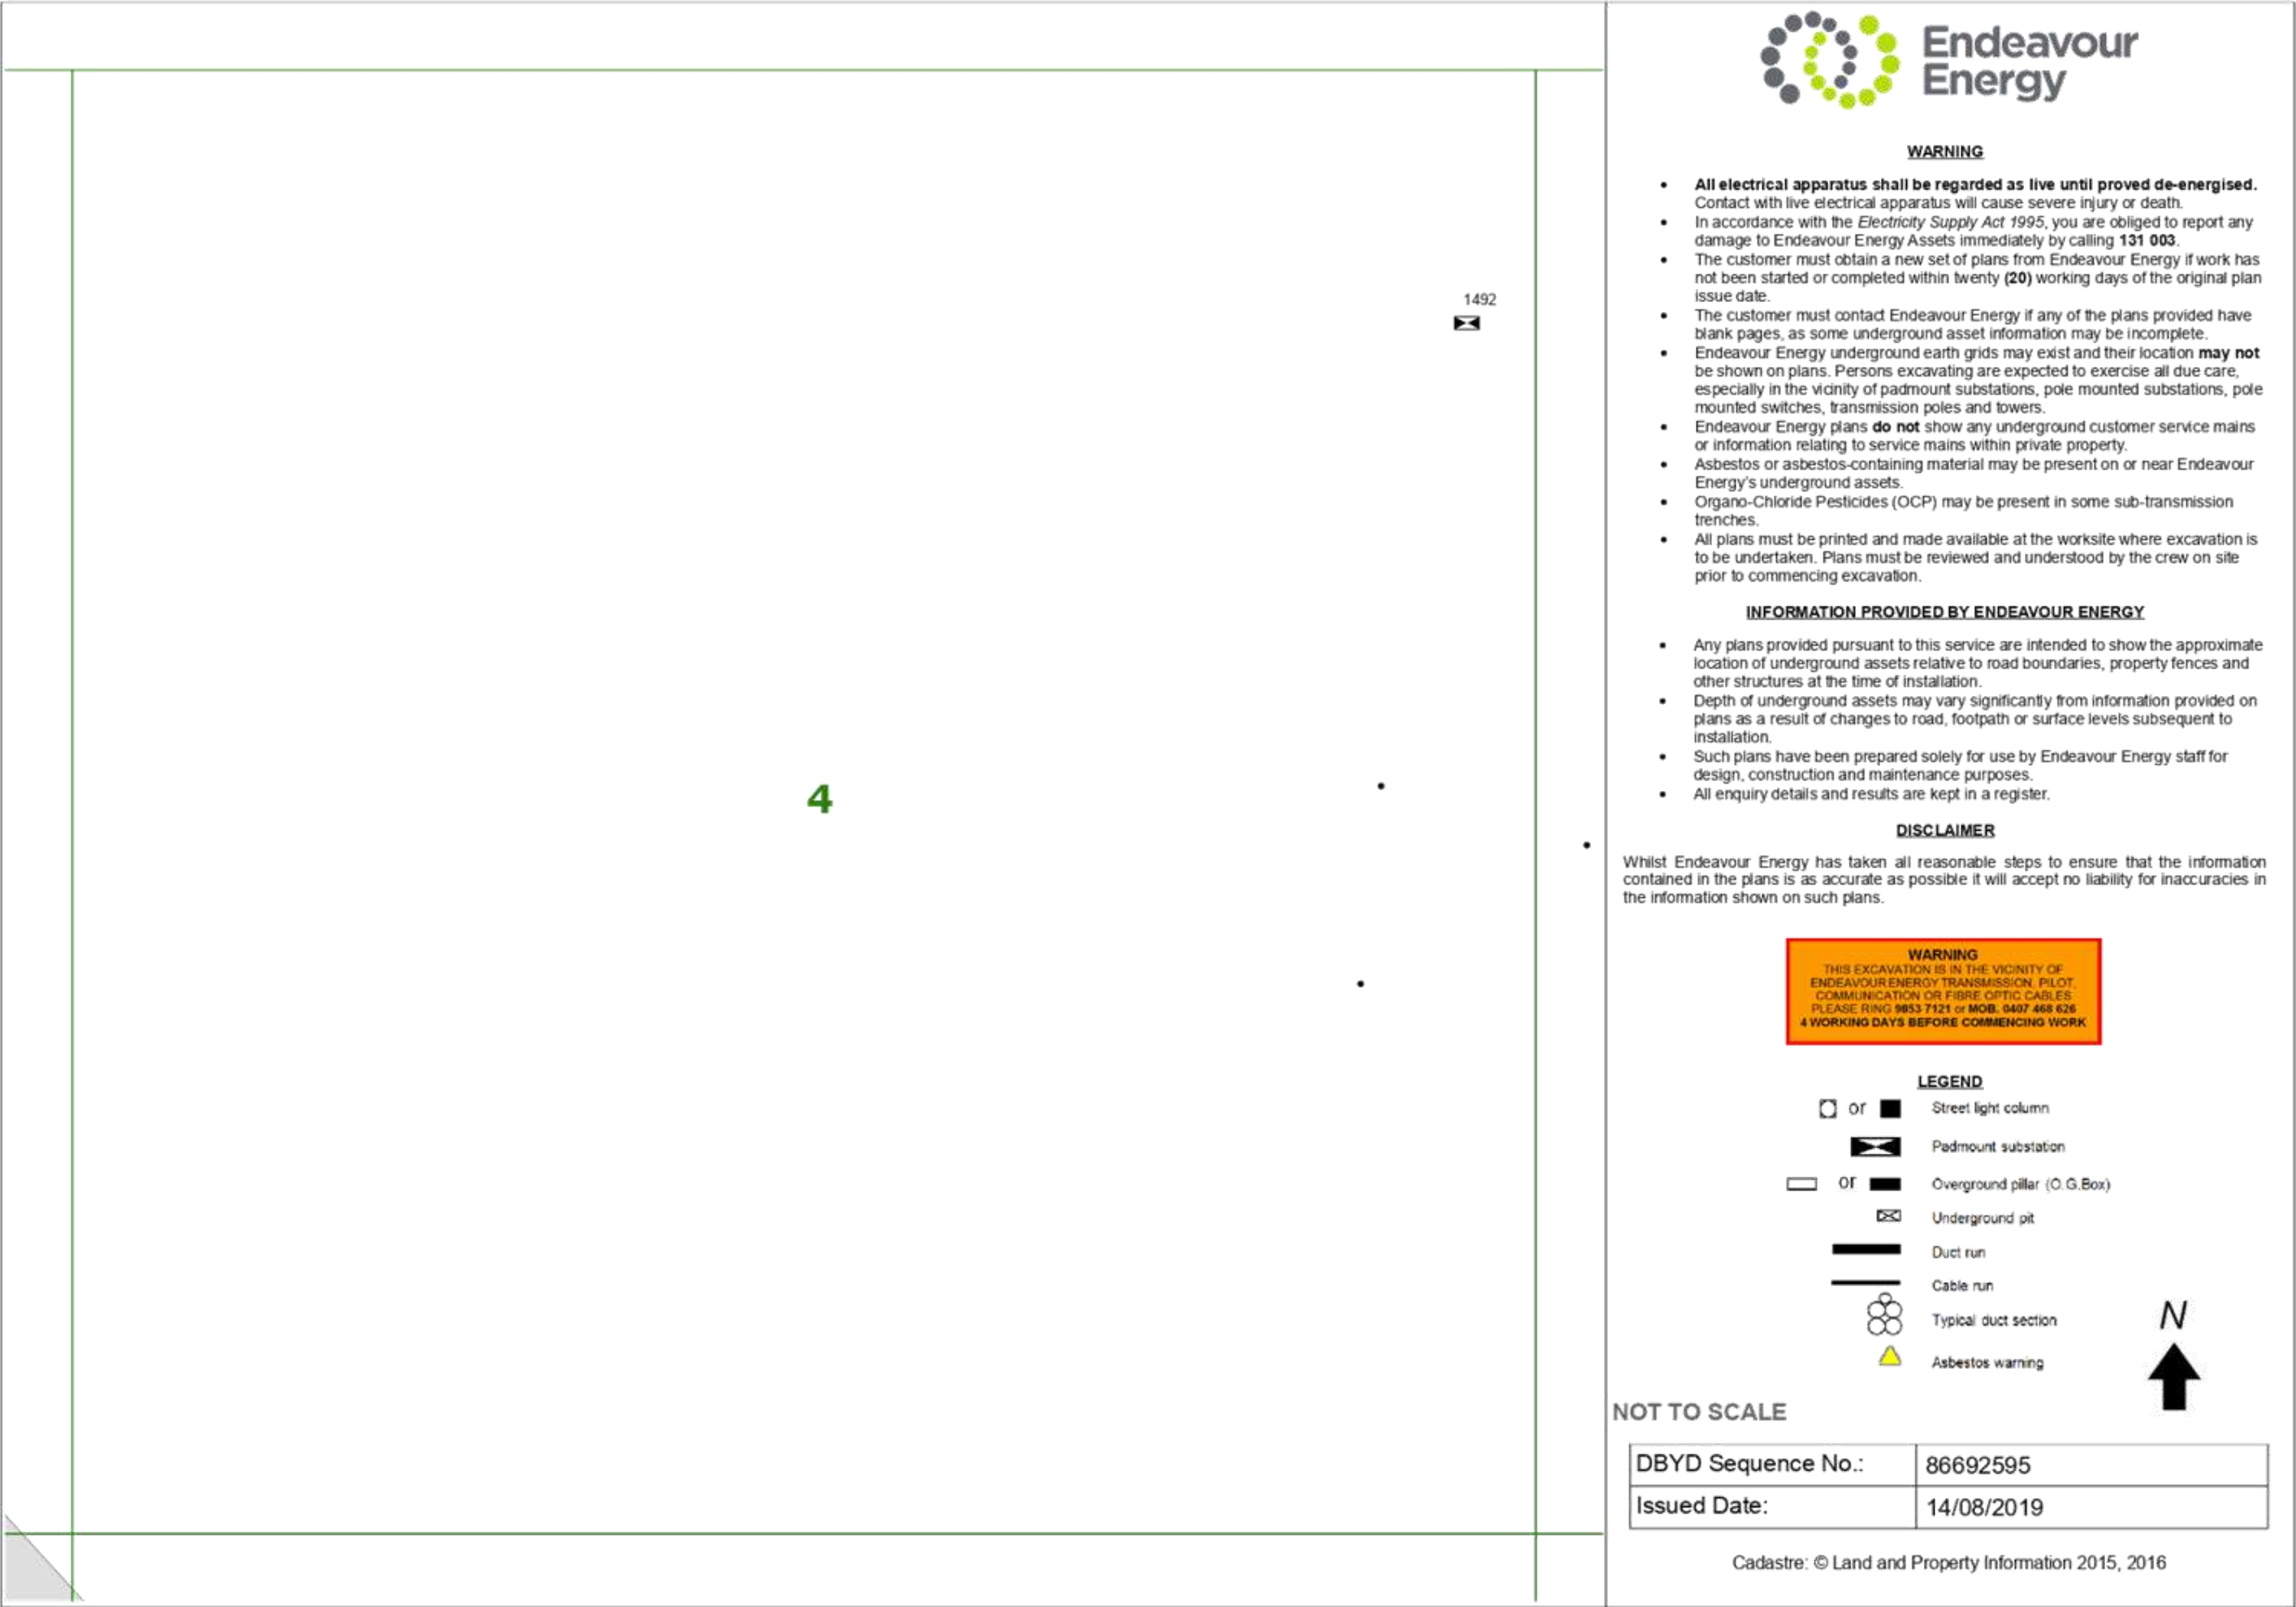 Endeavour
Energy
WARNING
• All electrical apparatus shall be regarded as live until proved de-energised.
Contact with live electrical apparatus will cause severe injury or death.
• In accordance with the Electricity Supply Act 1995, you are obliged to report any
damage to Endeavour Energy Assets immediately by calling 131 003.
• The customer must obtain a new set of plans from Endeavour Energy if work has
not been started or completed within twenty (20) working days of the original plan
issue date.
• The customer must contact Endeavour Energy if any of the plans provided have
blank pages, as some underground asset information may be incomplete.
• Endeavour Energy underground earth grids may exist and their location may not
be shown on plans. Persons excavating are expected to exercise all due care,
especially in the vicinity of padmount substations, pole mounted substations, pole
mounted switches, transmission poles and towers.
• Endeavour Energy plans do not show any underground customer service mains
or information relating to service mains within private property.
• Asbestos or asbestos-containing material may be present on or near Endeavour
Energy's underground assets.
• Organo-Chloride Pesticides (OCP) may be present in some sub-transmission
trenches.
• All plans must be printed and made available at the worksite where excavation is
to be undertaken. Plans must be reviewed and understood by the crew on site
prior to commencing excavation.
INFORMATION PROVIDED BY ENDEAVOUR ENERGY
• Any plans provided pursuant to this service are intended to show the approximate
location of underground assets relative to road boundaries, property fences and
other structures at the time of installation.
• Depth of underground assets may vary significantly from information provided on
plans as a result of changes to road, footpath or surface levels subsequent to
installation.
• Such plans have been prepared solely for use by Endeavour Energy staff for
design, construction and maintenance purposes.
• All enquiry details and results are kept in a register.
DISCLAIMER
Whilst Endeavour Energy has taken all reasonable steps to ensure that the information
contained in the plans is as accurate as possible it will accept no liability for inaccuracies in
the information shown on such plans.
WARNING
THIS EXCAVATION IS IN THE VICINITY OF
ENDEAVOUR ENERGY TRANSMISSION, PILOT,
COMMUNICATION OR FIBRE OPTIC CABLES
PLEASE RING 9853 7121 or MOB. 0407 468 626
4 WORKING DAYS BEFORE COMMENCING WORK
LEGEND
or Street light column
Padmount substation
or Overground pillar (O.G.Box)
Underground pit
Duct run
Cable run
Typical duct section
Asbestos warning
N
NOT TO SCALE
DBYD Sequence No.: 86692595
Issued Date: 14/08/2019
Cadastre: © Land and Property Information 2015, 2016
1492
4